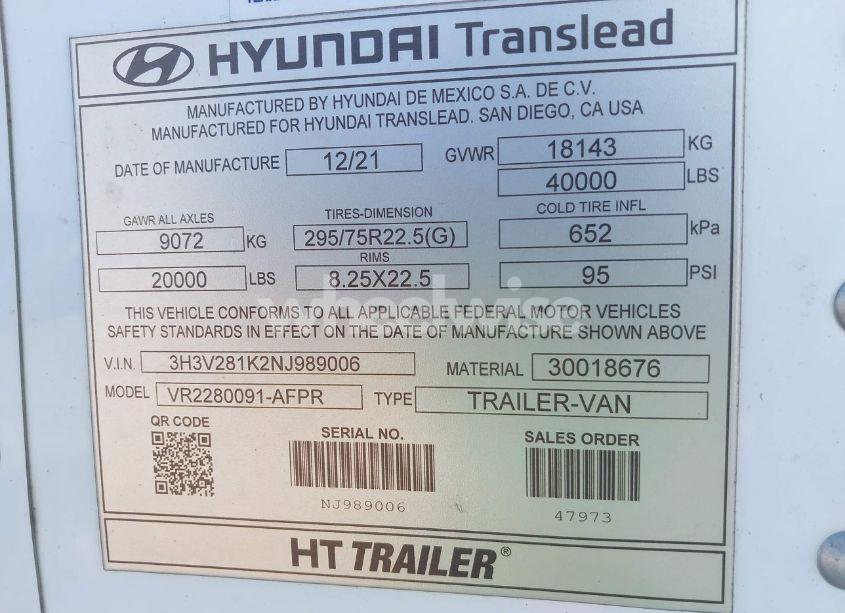 HYUNDAI Translead
MANUFACTURED BY HYUNDAI DE MEXICO S.A. DE C.V.
MANUFACTURED FOR HYUNDAI TRANSLEAD. SAN DIEGO, CA USA
DATE OF MANUFACTURE 12/21 GVWR 18143 KG
40000 LBS
GAWR ALL AXLES TIRES-DIMENSION COLD TIRE INFL
9072 KG 295/75R22.5(G) 652 kPa
RIMS
20000 LBS 8.25X22.5 95 PSI
wheelwise
THIS VEHICLE CONFORMS TO ALL APPLICABLE FEDERAL MOTOR VEHICLES
SAFETY STANDARDS IN EFFECT ON THE DATE OF MANUFACTURE SHOWN ABOVE
V.I.N. 3H3V281K2NJ989006 MATERIAL 30018676
MODEL VR2280091-AFPR TYPE TRAILER-VAN
QR CODE SERIAL NO. SALES ORDER
NJ989006 47973
HT TRAILER®